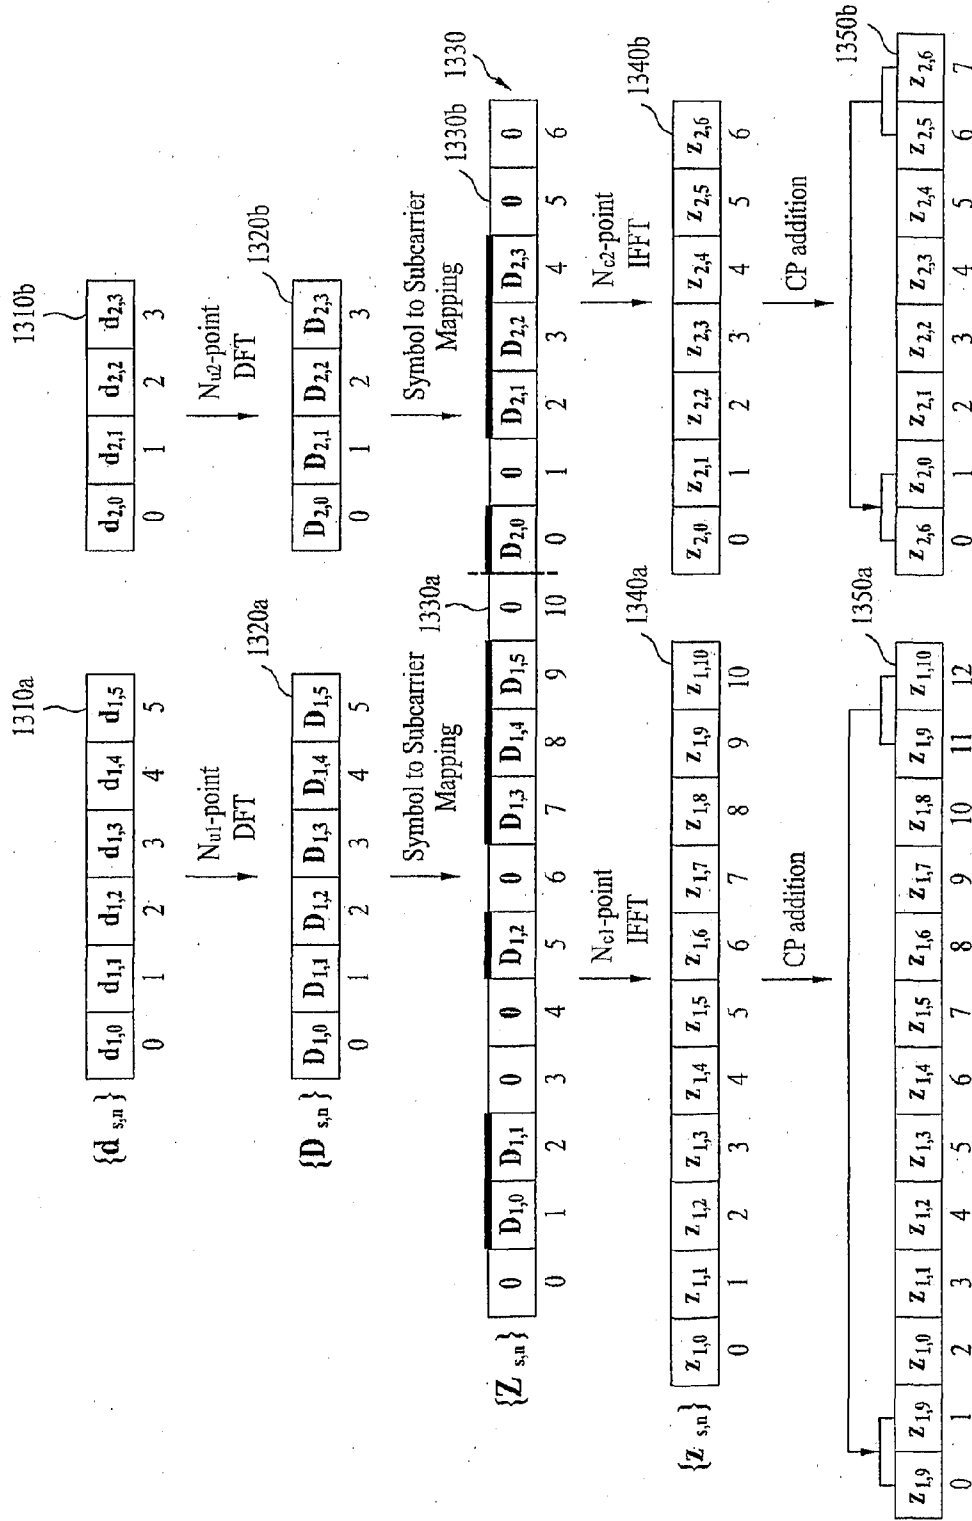 1310a
1310b
{d s,n}
d1,0 d1,1 d1,2 d1,3 d1,4 d1,5
d2,0 d2,1 d2,2 d2,3
0 1 2 3 4 5
0 1 2 3
Nu1-point
DFT
Nu2-point
DFT
1320a
1320b
{D s,n}
D1,0 D1,1 D1,2 D1,3 D1,4 D1,5
D2,0 D2,1 D2,2 D2,3
0 1 2 3 4 5
0 1 2 3
Symbol to Subcarrier
Mapping
Symbol to Subcarrier
Mapping
1330a
1330b
1330
{Z s,n}
0 D1,0 D1,1 0 0 D1,2 0 D1,3 D1,4 D1,5 0 D2,0 0 D2,1 D2,2 D2,3 0 0
0 1 2 3 4 5 6 7 8 9 10 0 1 2 3 4 5 6
Nc1-point
IFFT
Nc2-point
IFFT
1340a
1340b
{z s,n}
z1,0 z1,1 z1,2 z1,3 z1,4 z1,5 z1,6 z1,7 z1,8 z1,9 z1,10
z2,0 z2,1 z2,2 z2,3 z2,4 z2,5 z2,6
0 1 2 3 4 5 6 7 8 9 10
0 1 2 3 4 5 6
CP addition
CP addition
1350a
1350b
z1,9 z1,9 z1,0 z1,1 z1,2 z1,3 z1,4 z1,5 z1,6 z1,7 z1,8 z1,9 z1,10
z2,6 z2,0 z2,1 z2,2 z2,3 z2,4 z2,5 z2,6
0 1 2 3 4 5 6 7 8 9 10 11 12
0 1 2 3 4 5 6 7